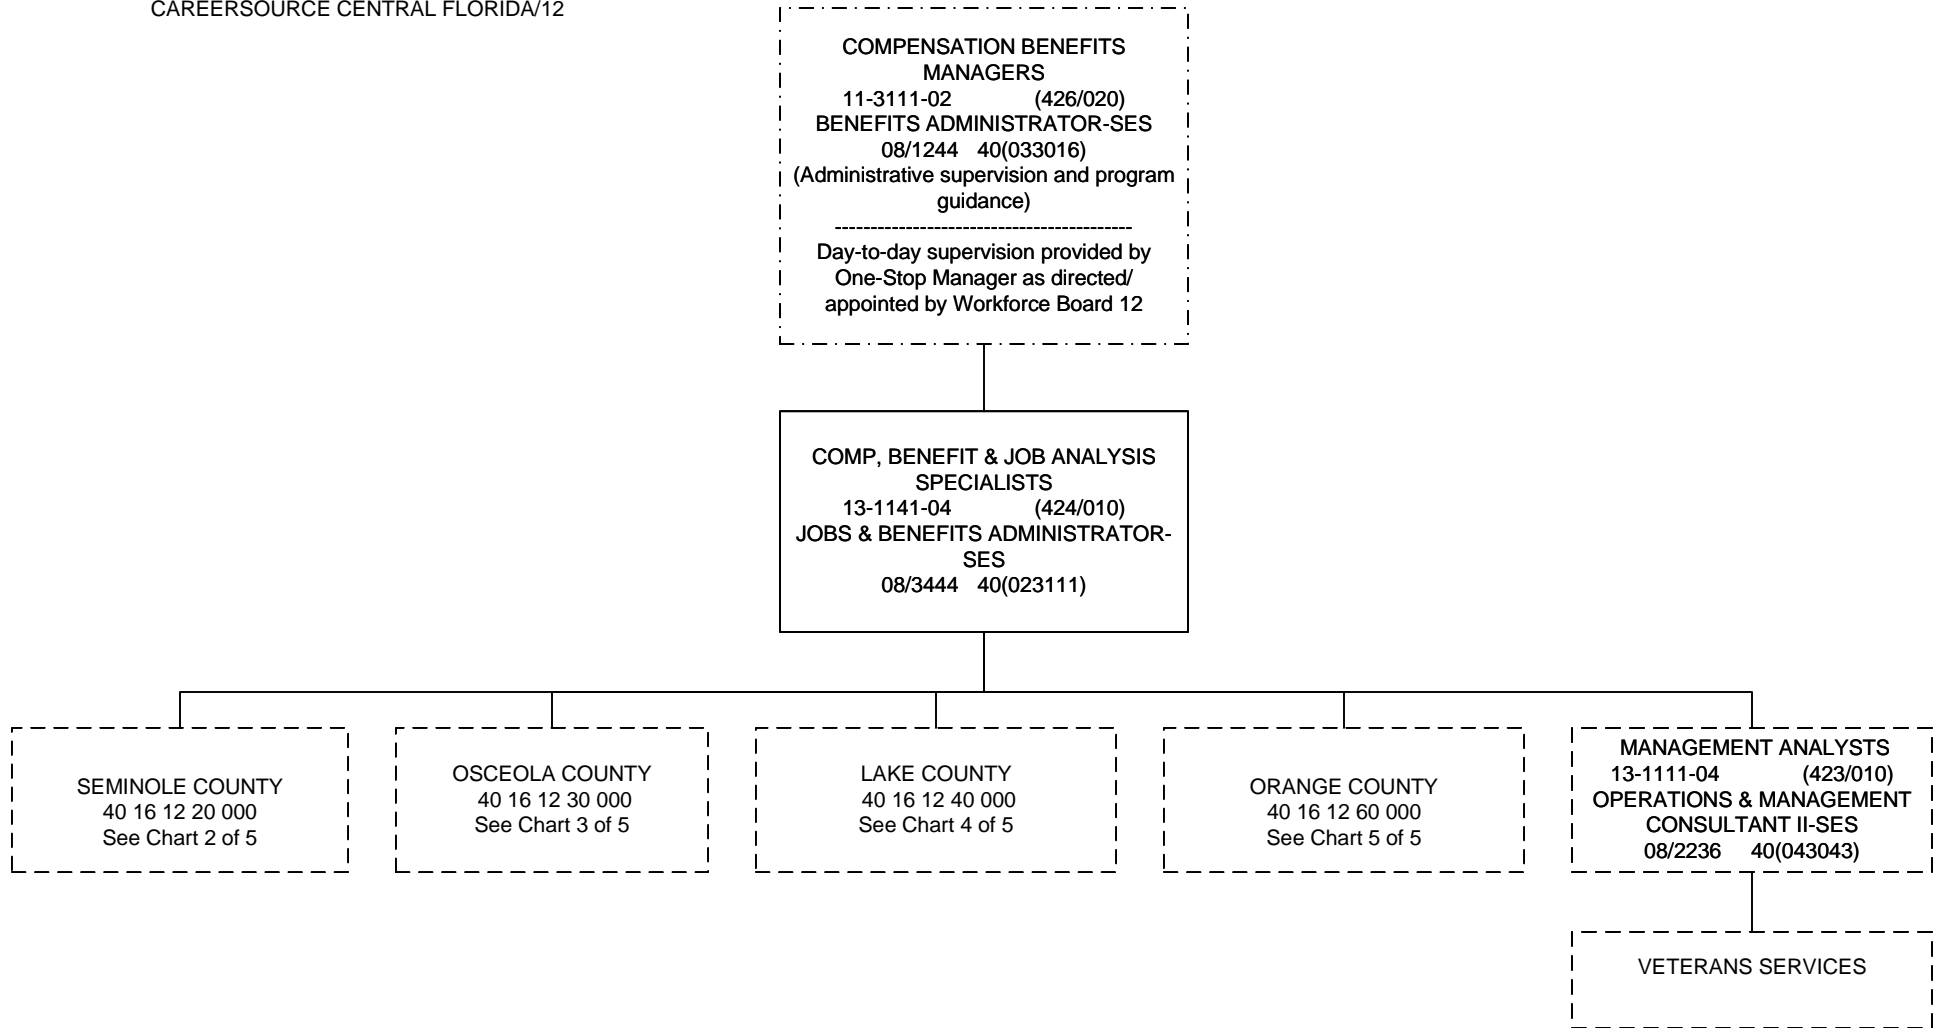 CAREERSOURCE CENTRAL FLORIDA/12
COMPENSATION BENEFITS
MANAGERS
11-3111-02 (426/020)
BENEFITS ADMINISTRATOR-SES
08/1244 40(033016)
(Administrative supervision and program
guidance)
------------------------------------------
Day-to-day supervision provided by
One-Stop Manager as directed/
appointed by Workforce Board 12
COMP, BENEFIT & JOB ANALYSIS
SPECIALISTS
13-1141-04 (424/010)
JOBS & BENEFITS ADMINISTRATOR-
SES
08/3444 40(023111)
SEMINOLE COUNTY
40 16 12 20 000
See Chart 2 of 5
OSCEOLA COUNTY
40 16 12 30 000
See Chart 3 of 5
LAKE COUNTY
40 16 12 40 000
See Chart 4 of 5
ORANGE COUNTY
40 16 12 60 000
See Chart 5 of 5
MANAGEMENT ANALYSTS
13-1111-04 (423/010)
OPERATIONS & MANAGEMENT
CONSULTANT II-SES
08/2236 40(043043)
VETERANS SERVICES